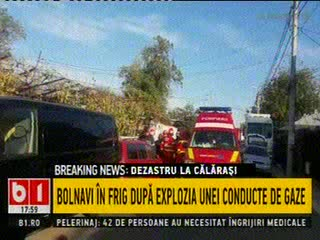 POMPIERII
BREAKING NEWS: DEZASTRU LA CĂLĂRAȘI
B1
BOLNAVI ÎN FRIG DUPĂ EXPLOZIA UNEI CONDUCTE DE GAZE
17:59
B1.RO PELERINAJ: 42 DE PERSOANE AU NECESITAT ÎNGRIJIRI MEDICALE